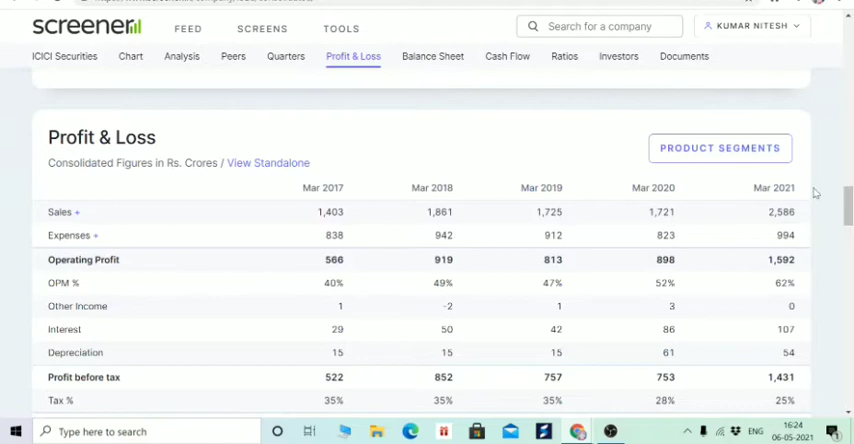 screener
FEED SCREENS TOOLS
Search for a company
KUMAR NITESH
ICICI Securities Chart Analysis Peers Quarters Profit & Loss Balance Sheet Cash Flow Ratios Investors Documents
Profit & Loss
PRODUCT SEGMENTS
Consolidated Figures in Rs. Crores / View Standalone
Mar 2017 Mar 2018 Mar 2019 Mar 2020 Mar 2021
Sales + 1,403 1,861 1,725 1,721 2,586
Expenses + 838 942 912 823 994
Operating Profit 566 919 813 898 1,592
OPM % 40% 49% 47% 52% 62%
Other Income 1 -2 1 3 0
Interest 29 50 42 86 107
Depreciation 15 15 15 61 54
Profit before tax 522 852 757 753 1,431
Tax % 35% 35% 35% 28% 25%
Type here to search
ENG
16:24
06-05-2021